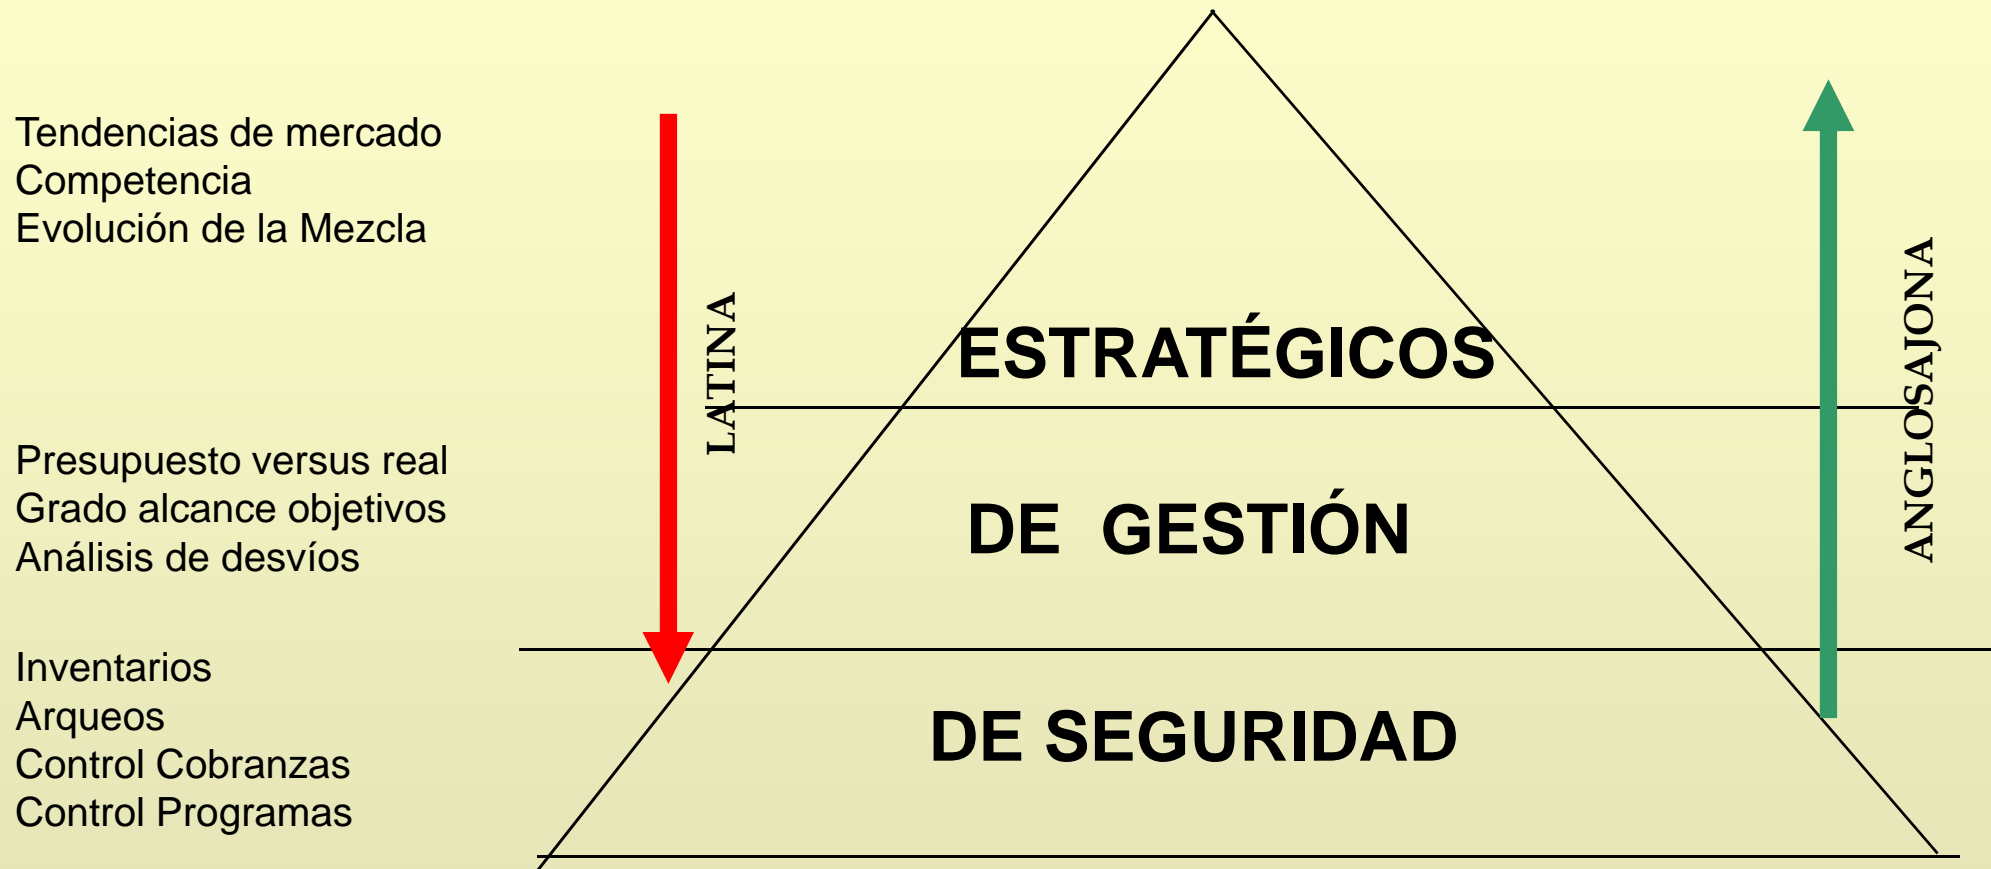 Tendencias de mercado
Competencia
Evolución de la Mezcla
LATINA
ESTRATÉGICOS
ANGLOSAJONA
Presupuesto versus real
Grado alcance objetivos
Análisis de desvíos
DE GESTIÓN
Inventarios
Arqueos
Control Cobranzas
Control Programas
DE SEGURIDAD